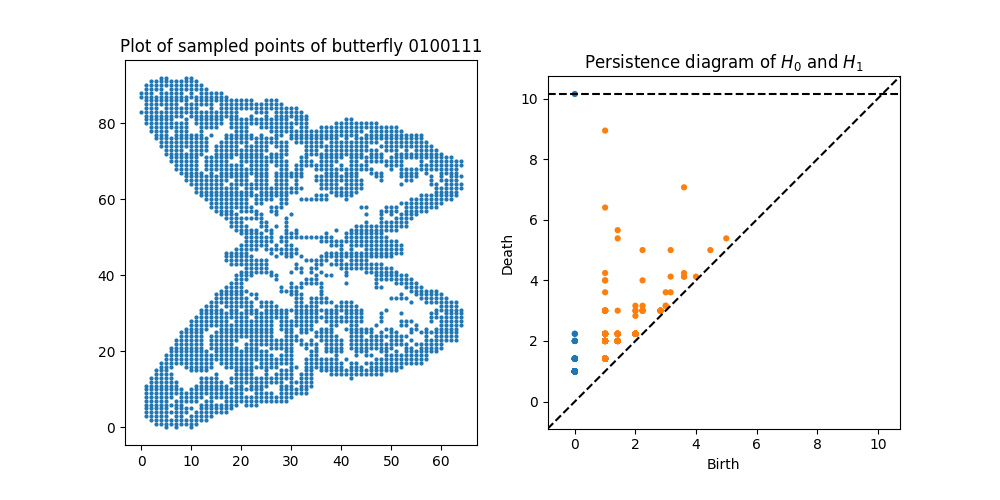 Plot of sampled points of butterfly 0100111
80
60
40
20
0
0 10 20 30 40 50 60
Persistence diagram of H₀ and H₁
10
8
6
4
2
0
Death
0 2 4 6 8 10
Birth